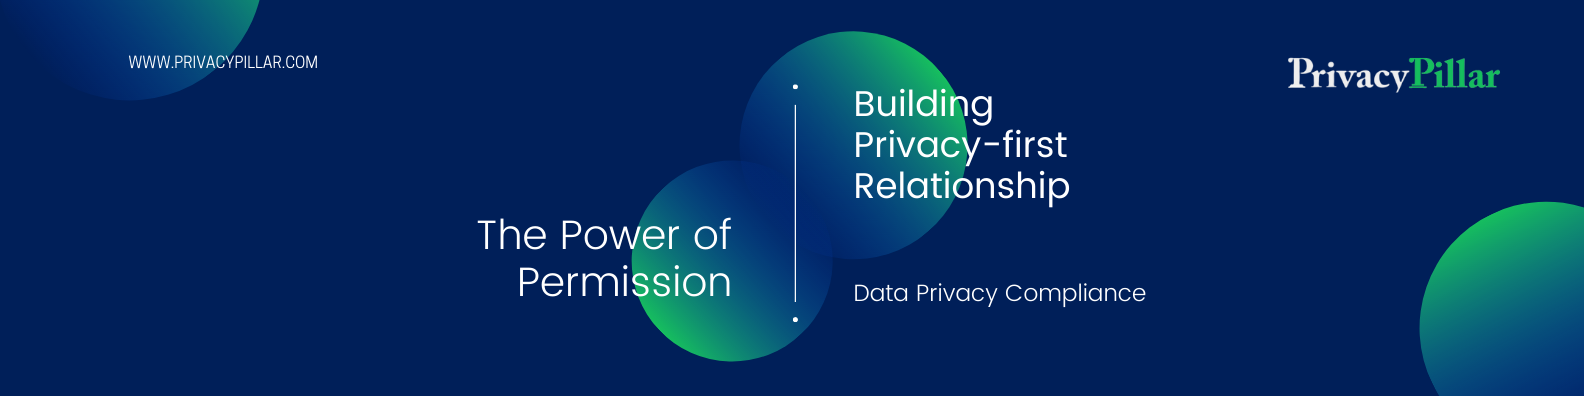 WWW.PRIVACYPILLAR.COM
PrivacyPillar
The Power of
Permission
Building
Privacy-first
Relationship
Data Privacy Compliance